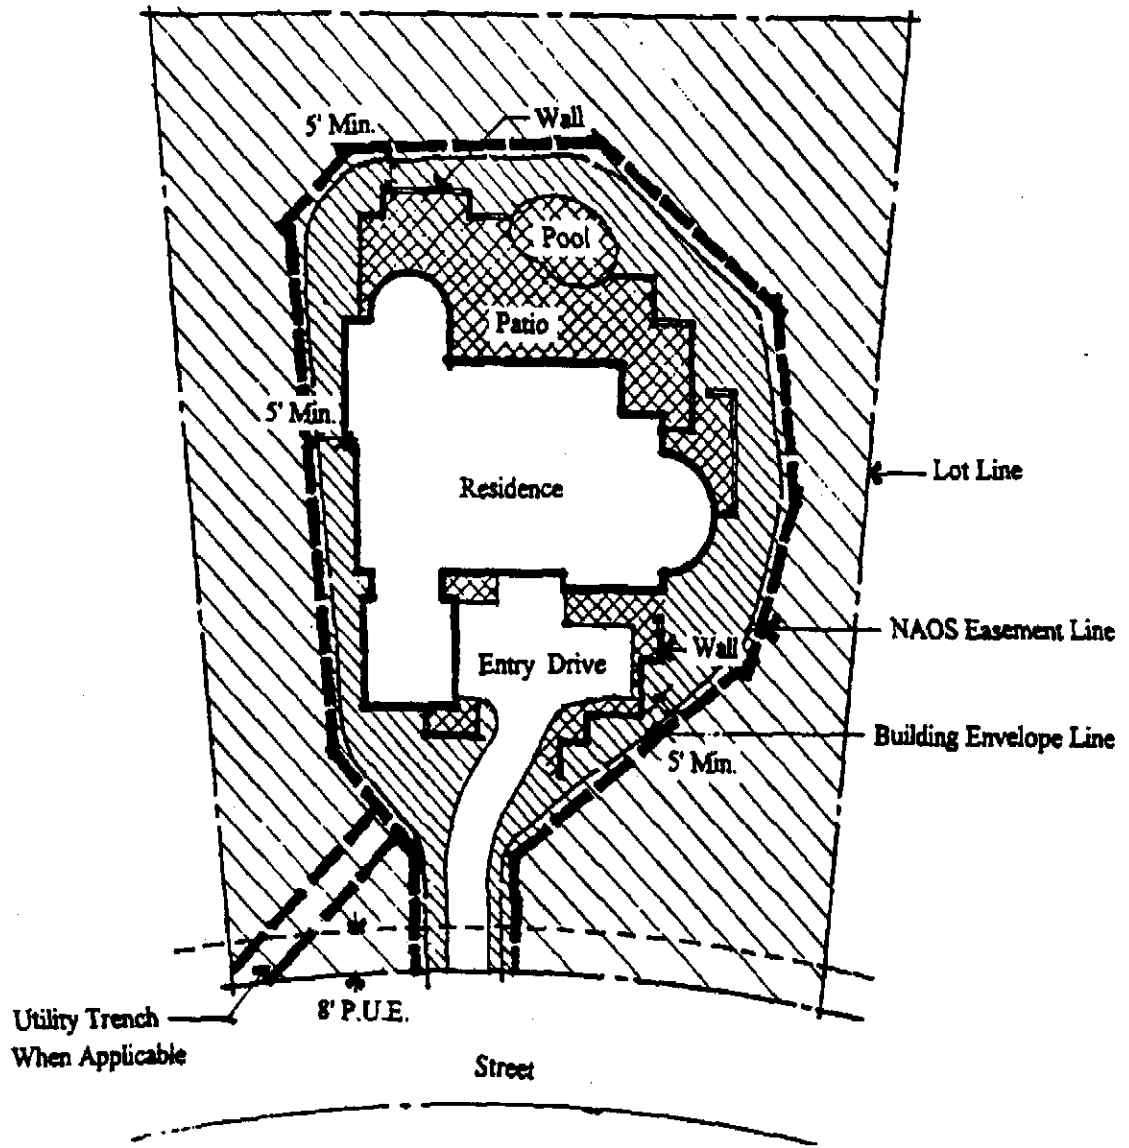 Wall
5' Min.
Pool
Patio
5' Min.
Lot Line
Residence
NAOS Easement Line
Wall
Entry Drive
Building Envelope Line
5' Min.
8' P.U.E.
Utility Trench
When Applicable
Street